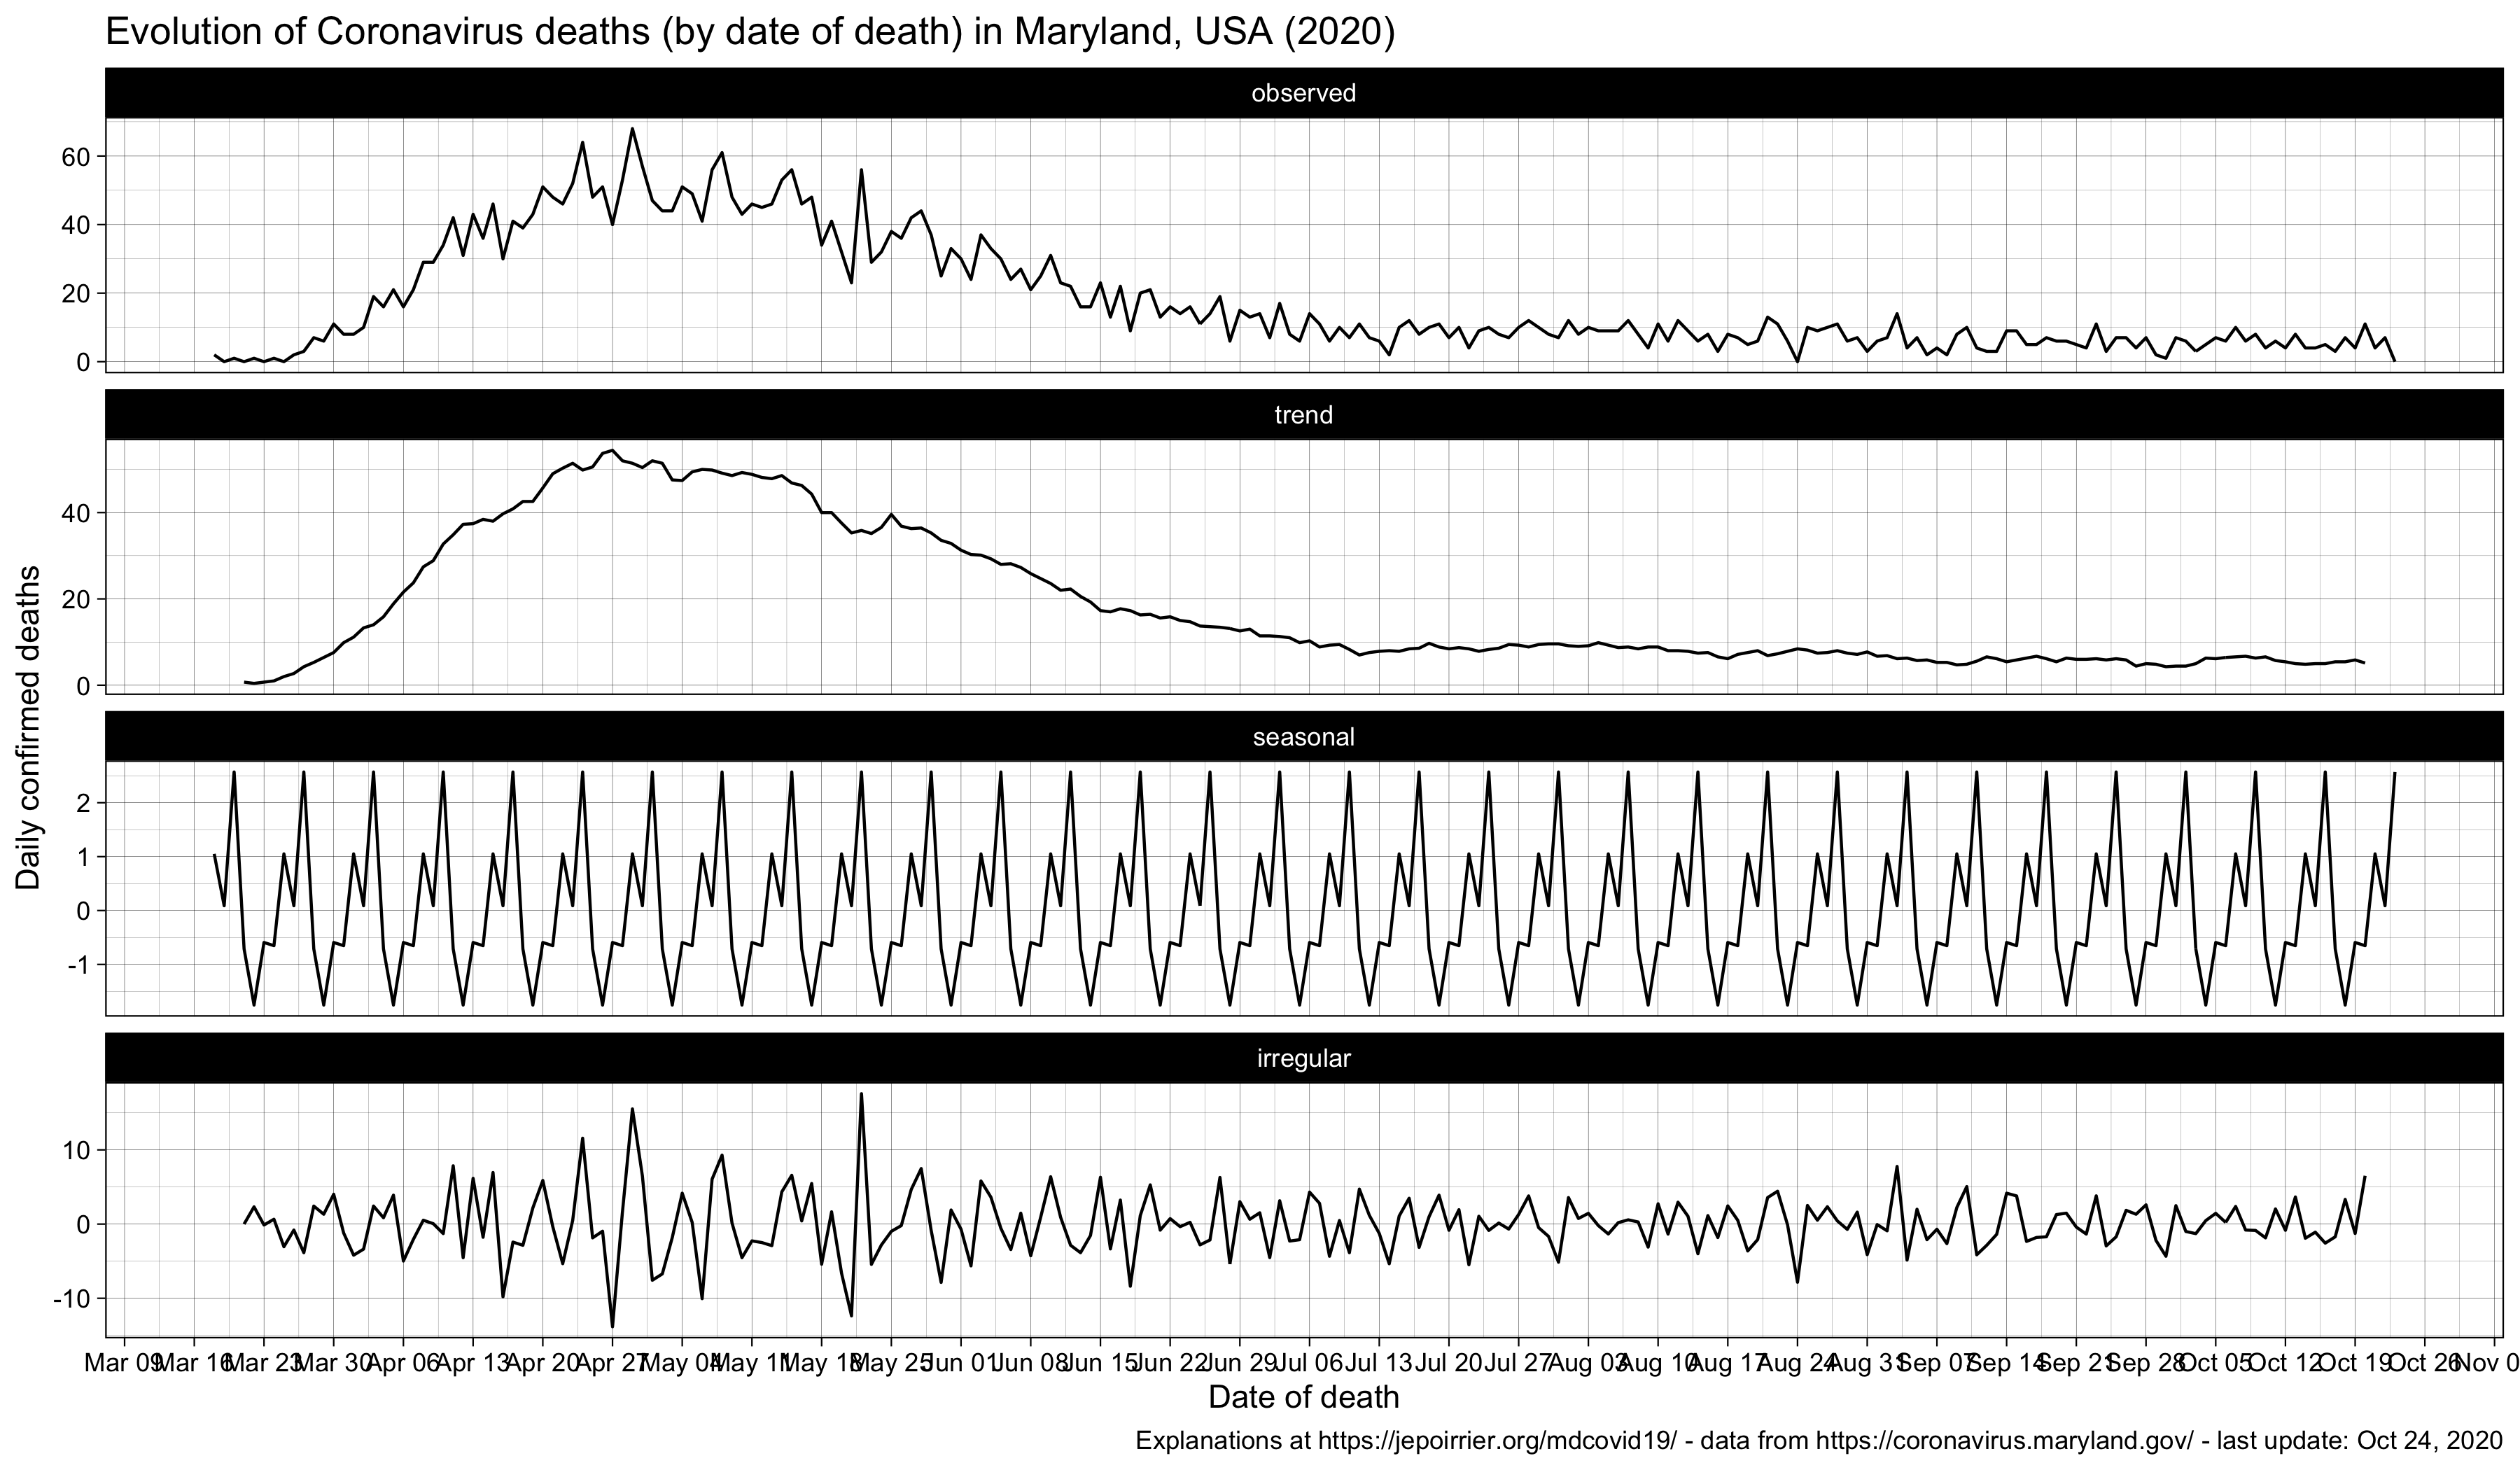 Evolution of Coronavirus deaths (by date of death) in Maryland, USA (2020)
observed
60
40
20
0
trend
40
20
0
seasonal
2
1
0
-1
irregular
10
0
-10
Daily confirmed deaths
Mar 09 Mar 16 Mar 23 Mar 30 Apr 06 Apr 13 Apr 20 Apr 27 May 04 May 11 May 18 May 25 Jun 01 Jun 08 Jun 15 Jun 22 Jun 29 Jul 06 Jul 13 Jul 20 Jul 27 Aug 03 Aug 10 Aug 17 Aug 24 Aug 31 Sep 07 Sep 14 Sep 21 Sep 28 Oct 05 Oct 12 Oct 19 Oct 26 Nov 0
Date of death
Explanations at https://jepoirrier.org/mdcovid19/ - data from https://coronavirus.maryland.gov/ - last update: Oct 24, 2020